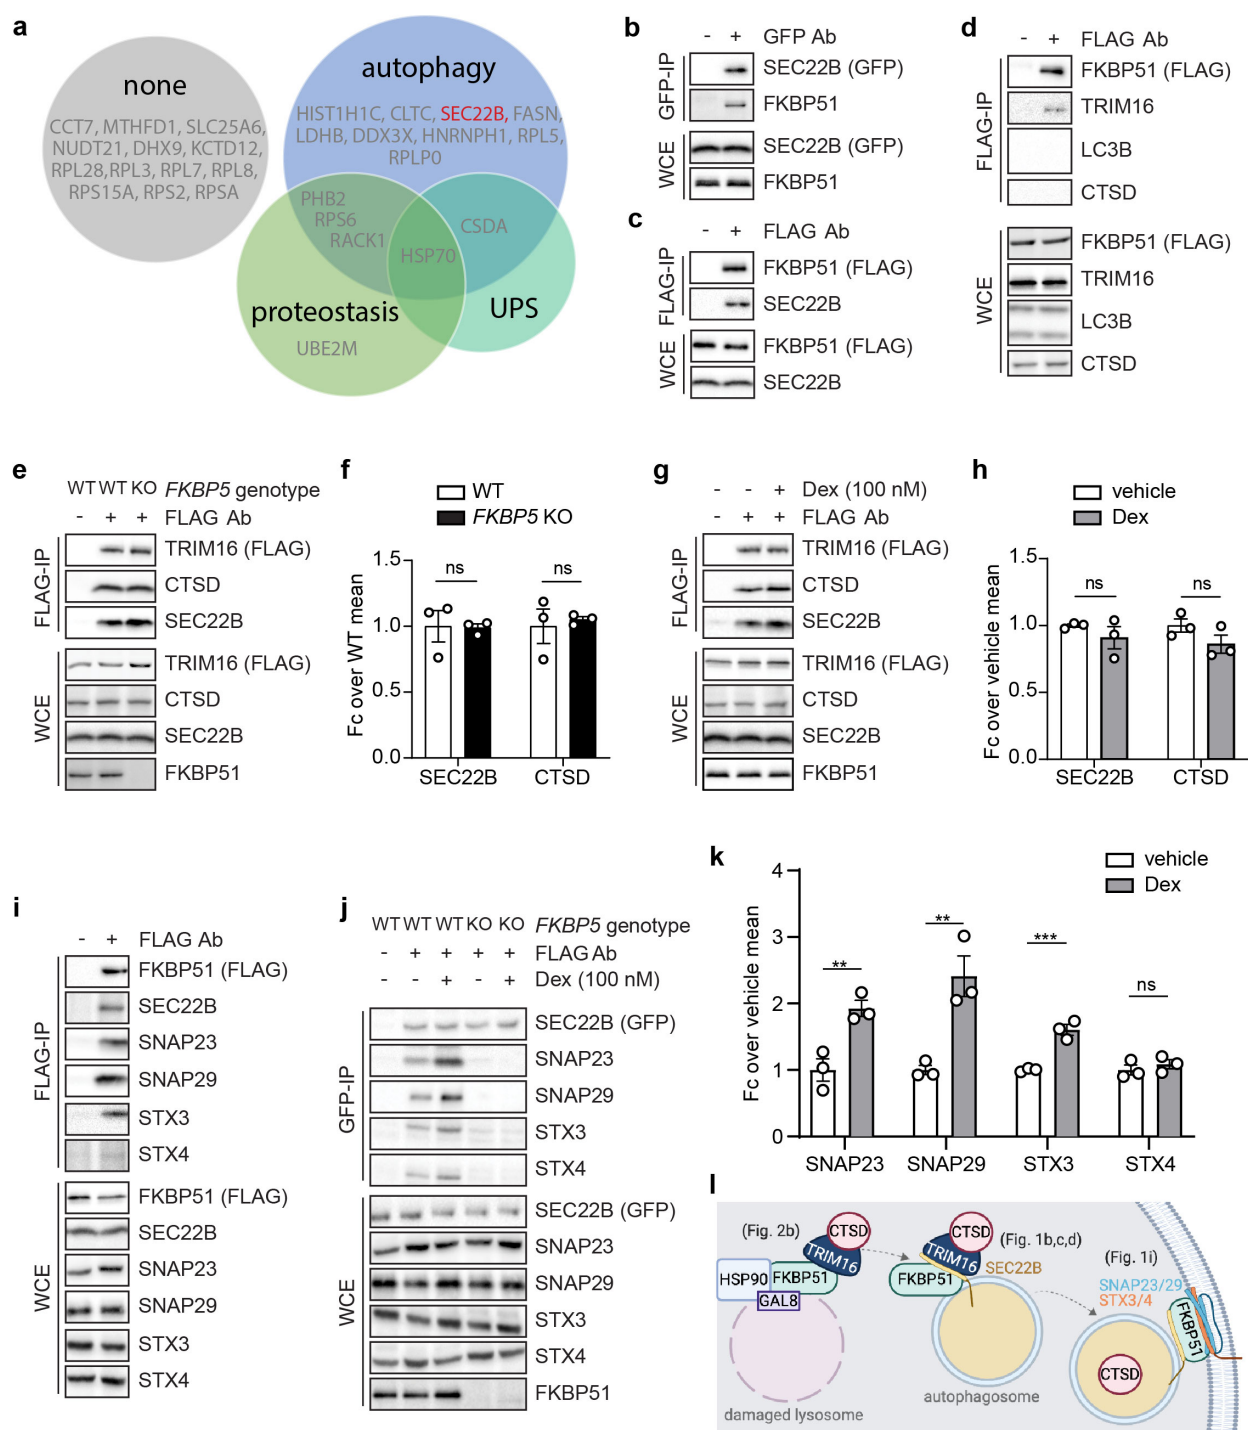 a
none
CCT7, MTHFD1, SLC25A6,
NUDT21, DHX9, KCTD12,
RPL28,RPL3, RPL7, RPL8,
RPS15A, RPS2, RPSA
autophagy
HIST1H1C, CLTC, SEC22B, FASN,
LDHB, DDX3X, HNRNPH1, RPL5,
RPLP0
PHB2
RPS6
RACK1
CSDA
HSP70
proteostasis
UPS
UBE2M
b
- + GFP Ab
GFP-IP
SEC22B (GFP)
FKBP51
WCE
SEC22B (GFP)
FKBP51
c
- + FLAG Ab
FLAG-IP
FKBP51 (FLAG)
SEC22B
WCE
FKBP51 (FLAG)
SEC22B
d
- + FLAG Ab
FLAG-IP
FKBP51 (FLAG)
TRIM16
LC3B
CTSD
WCE
FKBP51 (FLAG)
TRIM16
LC3B
CTSD
e
WT WT KO FKBP5 genotype
- + + FLAG Ab
FLAG-IP
TRIM16 (FLAG)
CTSD
SEC22B
WCE
TRIM16 (FLAG)
CTSD
SEC22B
FKBP51
f
WT
FKBP5 KO
Fc over WT mean
1.5
1.0
0.5
0.0
ns
ns
SEC22B
CTSD
g
- - + Dex (100 nM)
- + + FLAG Ab
FLAG-IP
TRIM16 (FLAG)
CTSD
SEC22B
WCE
TRIM16 (FLAG)
CTSD
SEC22B
FKBP51
h
vehicle
Dex
Fc over vehicle mean
1.5
1.0
0.5
0.0
ns
ns
SEC22B
CTSD
i
- + FLAG Ab
FLAG-IP
FKBP51 (FLAG)
SEC22B
SNAP23
SNAP29
STX3
STX4
WCE
FKBP51 (FLAG)
SEC22B
SNAP23
SNAP29
STX3
STX4
j
WT WT WT KO KO FKBP5 genotype
- + + + + FLAG Ab
- - + - + Dex (100 nM)
GFP-IP
SEC22B (GFP)
SNAP23
SNAP29
STX3
STX4
WCE
SEC22B (GFP)
SNAP23
SNAP29
STX3
STX4
FKBP51
k
vehicle
Dex
Fc over vehicle mean
4
3
2
1
0
**
**
***
ns
SNAP23
SNAP29
STX3
STX4
l
(Fig. 2b)
CTSD
TRIM16
HSP90
FKBP51
GAL8
damaged lysosome
CTSD
TRIM16
(Fig. 1b,c,d)
SEC22B
FKBP51
autophagosome
(Fig. 1i)
SNAP23/29
STX3/4
FKBP51
CTSD